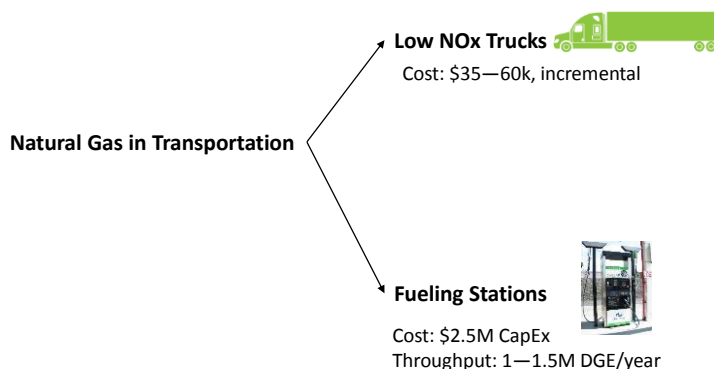 Low NOx Trucks
Cost: $35—60k, incremental
Natural Gas in Transportation
Fueling Stations
Cost: $2.5M CapEx
Throughput: 1—1.5M DGE/year